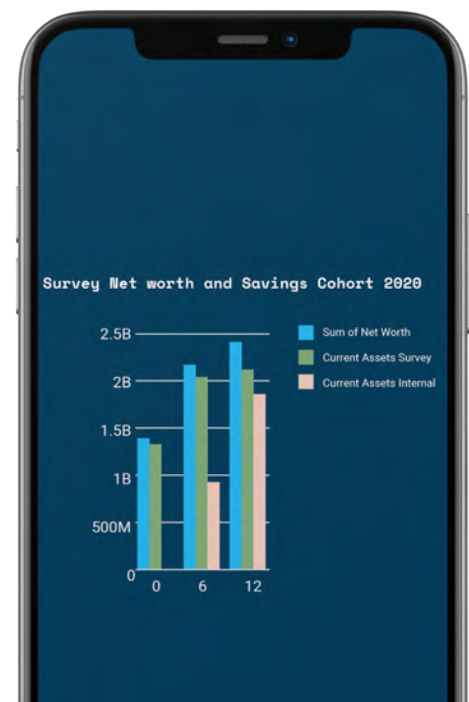 Survey Net worth and Savings Cohort 2020
2.5B
2B
1.5B
1B
500M
0
0 6 12
Sum of Net Worth
Current Assets Survey
Current Assets Internal